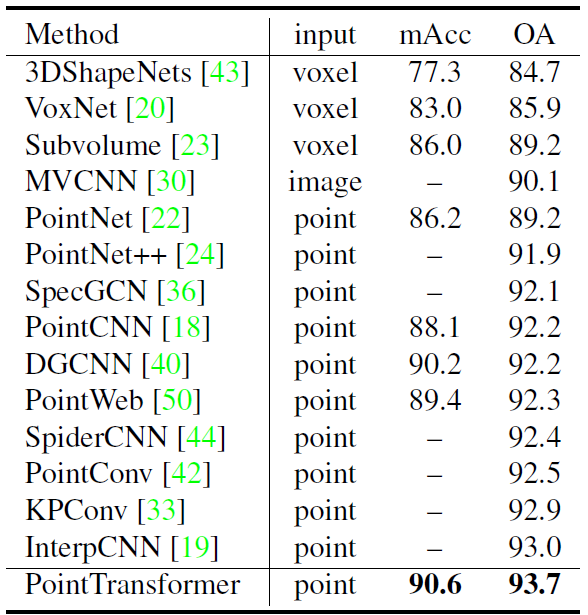 Method input mAcc OA
3DShapeNets [43] voxel 77.3 84.7
VoxNet [20] voxel 83.0 85.9
Subvolume [23] voxel 86.0 89.2
MVCNN [30] image – 90.1
PointNet [22] point 86.2 89.2
PointNet++ [24] point – 91.9
SpecGCN [36] point – 92.1
PointCNN [18] point 88.1 92.2
DGCNN [40] point 90.2 92.2
PointWeb [50] point 89.4 92.3
SpiderCNN [44] point – 92.4
PointConv [42] point – 92.5
KPConv [33] point – 92.9
InterpCNN [19] point – 93.0
PointTransformer point 90.6 93.7